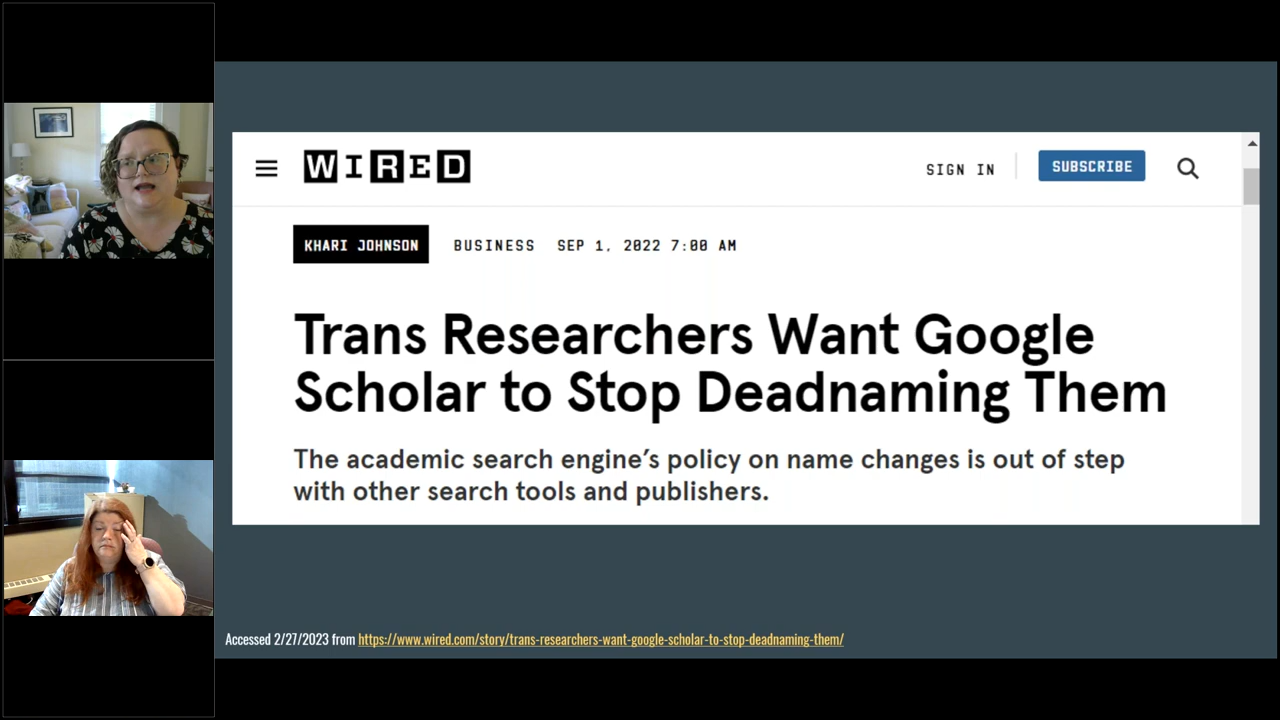 WIRED
SIGN IN
SUBSCRIBE
KHARI JOHNSON
BUSINESS SEP 1, 2022 7:00 AM
Trans Researchers Want Google
Scholar to Stop Deadnaming Them
The academic search engine’s policy on name changes is out of step
with other search tools and publishers.
Accessed 2/27/2023 from https://www.wired.com/story/trans-researchers-want-google-scholar-to-stop-deadnaming-them/